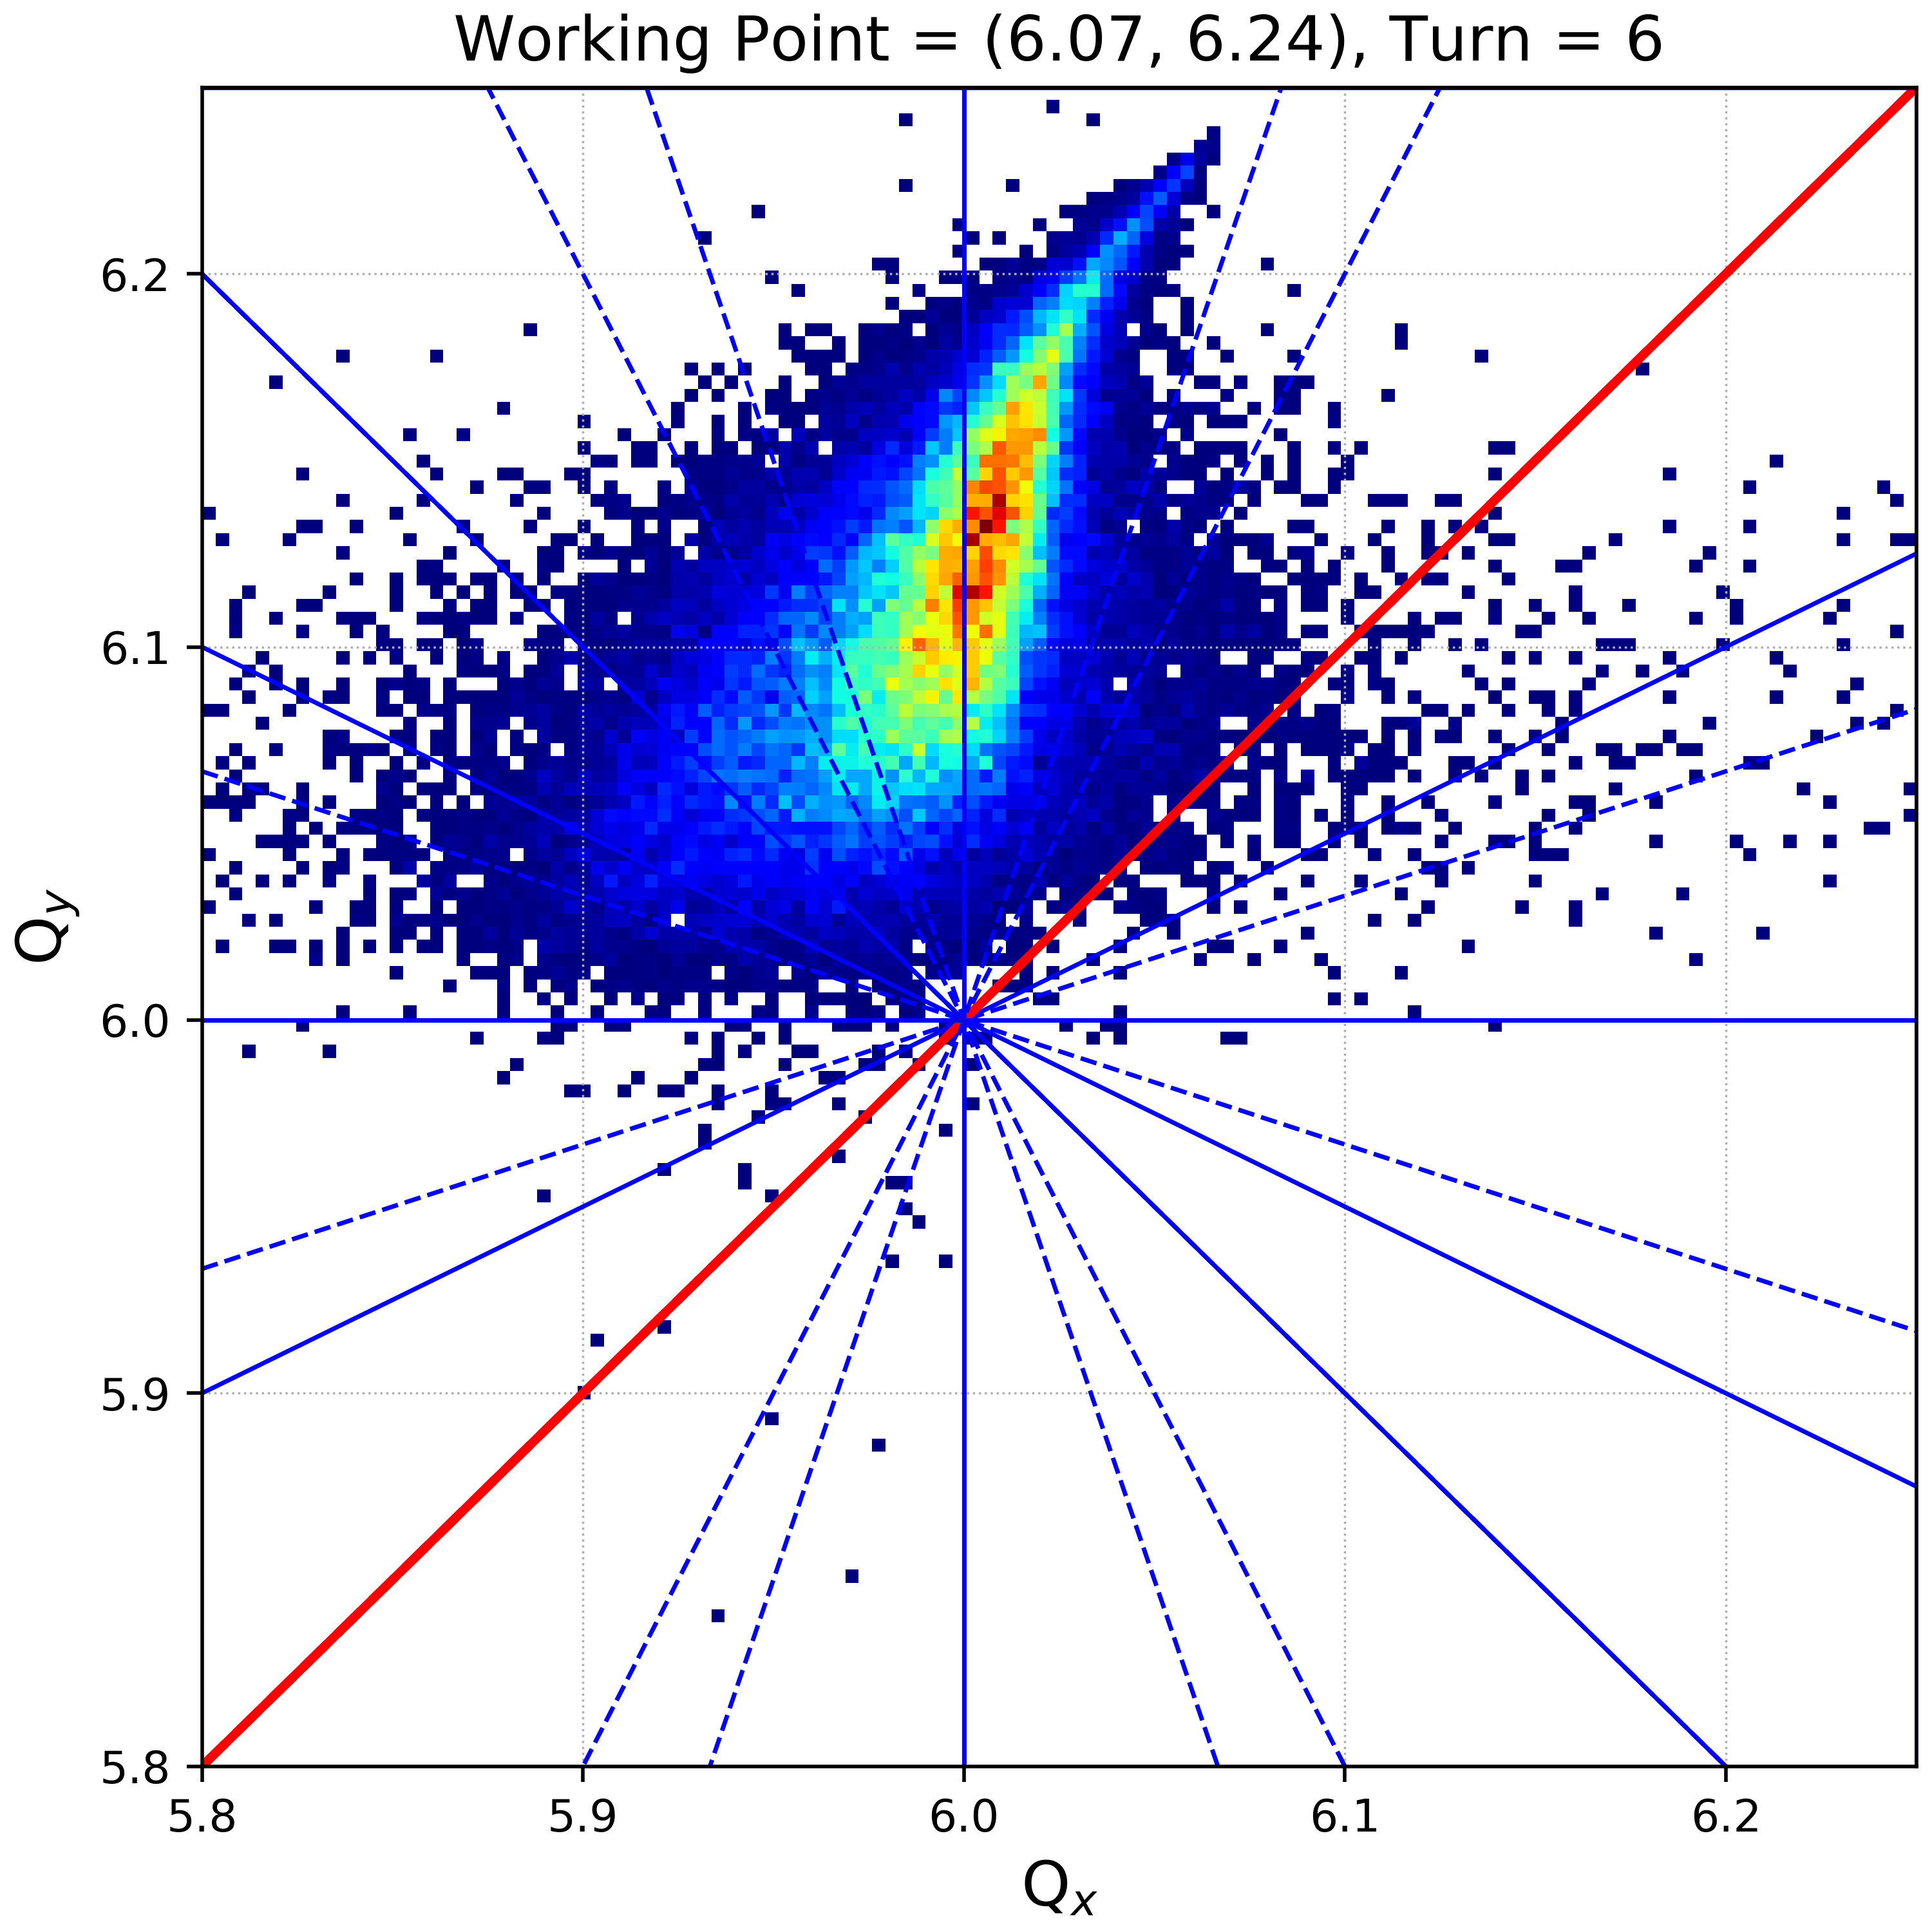 Working Point = (6.07, 6.24), Turn = 6
6.2
6.1
6.0
5.9
5.8
Qy
5.8 5.9 6.0 6.1 6.2
Qx